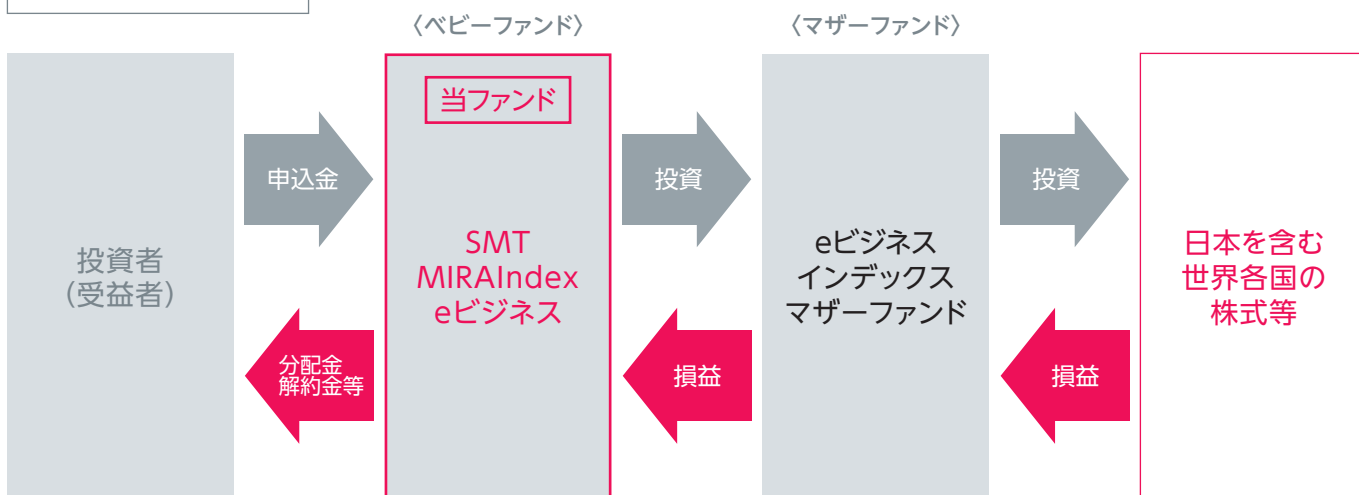 〈ベビーファンド〉
〈マザーファンド〉
投資者
(受益者)
申込金
分配金
解約金等
当ファンド
SMT
MIRAIndex
eビジネス
投資
損益
eビジネス
インデックス
マザーファンド
投資
損益
日本を含む
世界各国の
株式等